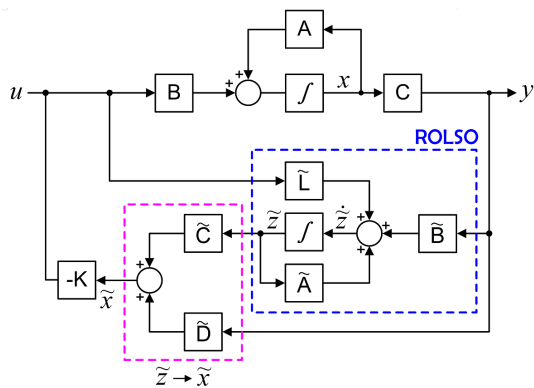 A
+
+
u
B
∫
x
C
y
ROLSO
L̃
+
z̃
∫
z̃̇
+
B̃
+
C̃
+
Ã
-K
x̃
+
D̃
z̃ → x̃